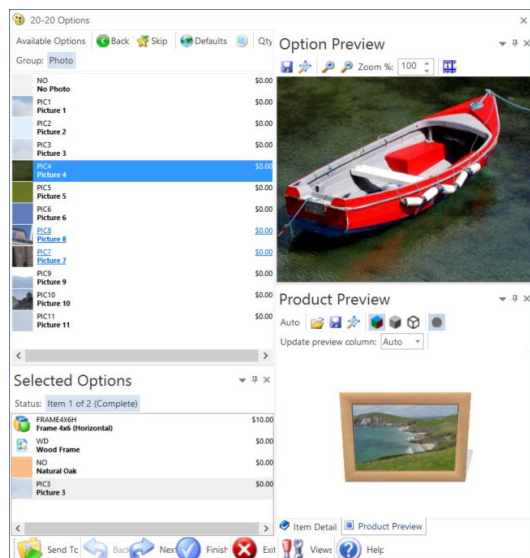 20-20 Options
Available Options Back Skip Defaults Qty
Group: Photo
NO $0.00
No Photo
PIC1 $0.00
Picture 1
PIC2 $0.00
Picture 2
PIC3 $0.00
Picture 3
PIC4 $0.00
Picture 4
PIC5 $0.00
Picture 5
PIC6 $0.00
Picture 6
PIC8 $0.00
Picture 8
PIC7 $0.00
Picture 7
PIC9 $0.00
Picture 9
PIC10 $0.00
Picture 10
PIC11 $0.00
Picture 11
Selected Options
Status: Item 1 of 2 (Complete)
FRAME4X6H $10.00
Frame 4x6 (Horizontal)
WD $0.00
Wood Frame
NO $0.00
Natural Oak
PIC3 $0.00
Picture 3
Option Preview
Zoom %: 100
Product Preview
Auto
Update preview column: Auto
Item Detail Product Preview
Send Tc Back Next Finish Exit Views Help